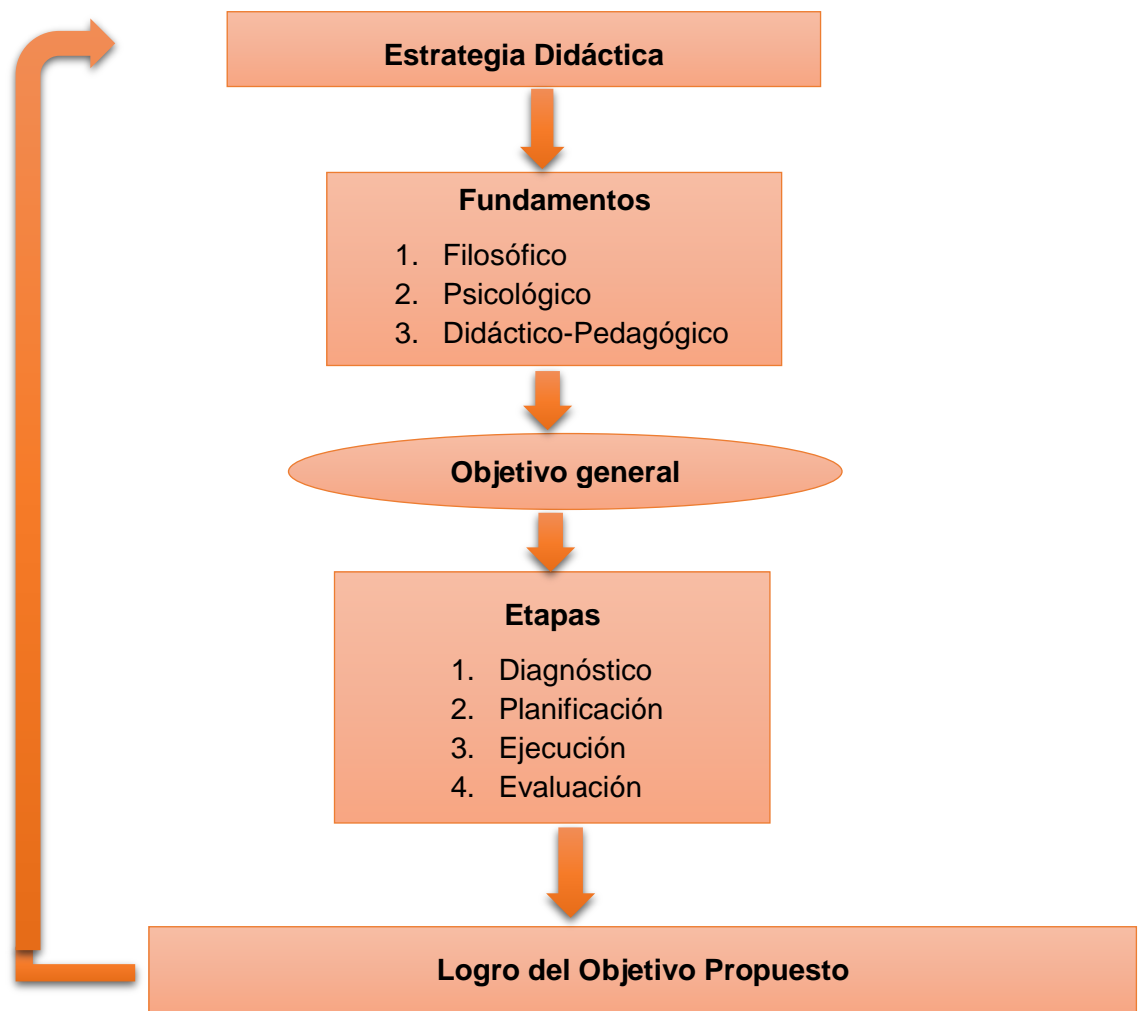 Estrategia Didáctica
Fundamentos
1. Filosófico
2. Psicológico
3. Didáctico-Pedagógico
Objetivo general
Etapas
1. Diagnóstico
2. Planificación
3. Ejecución
4. Evaluación
Logro del Objetivo Propuesto